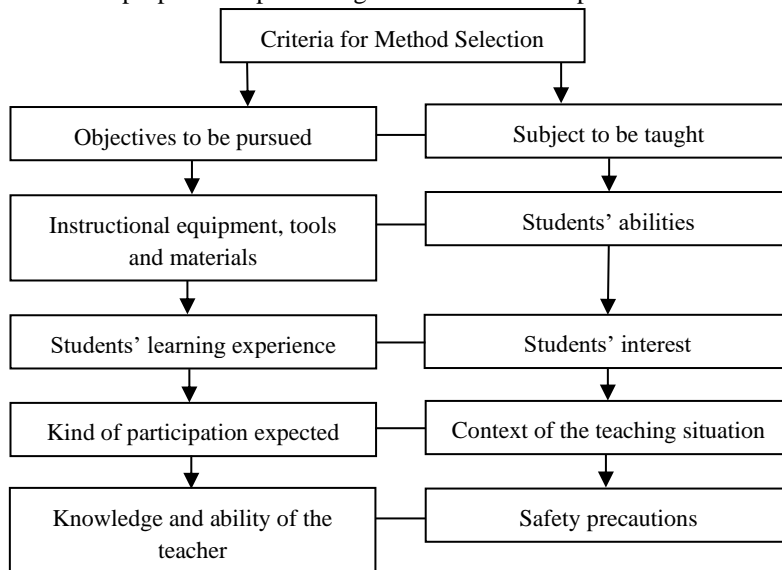 Criteria for Method Selection
Objectives to be pursued
Subject to be taught
Instructional equipment, tools
and materials
Students’ abilities
Students’ learning experience
Students’ interest
Kind of participation expected
Context of the teaching situation
Knowledge and ability of the
teacher
Safety precautions